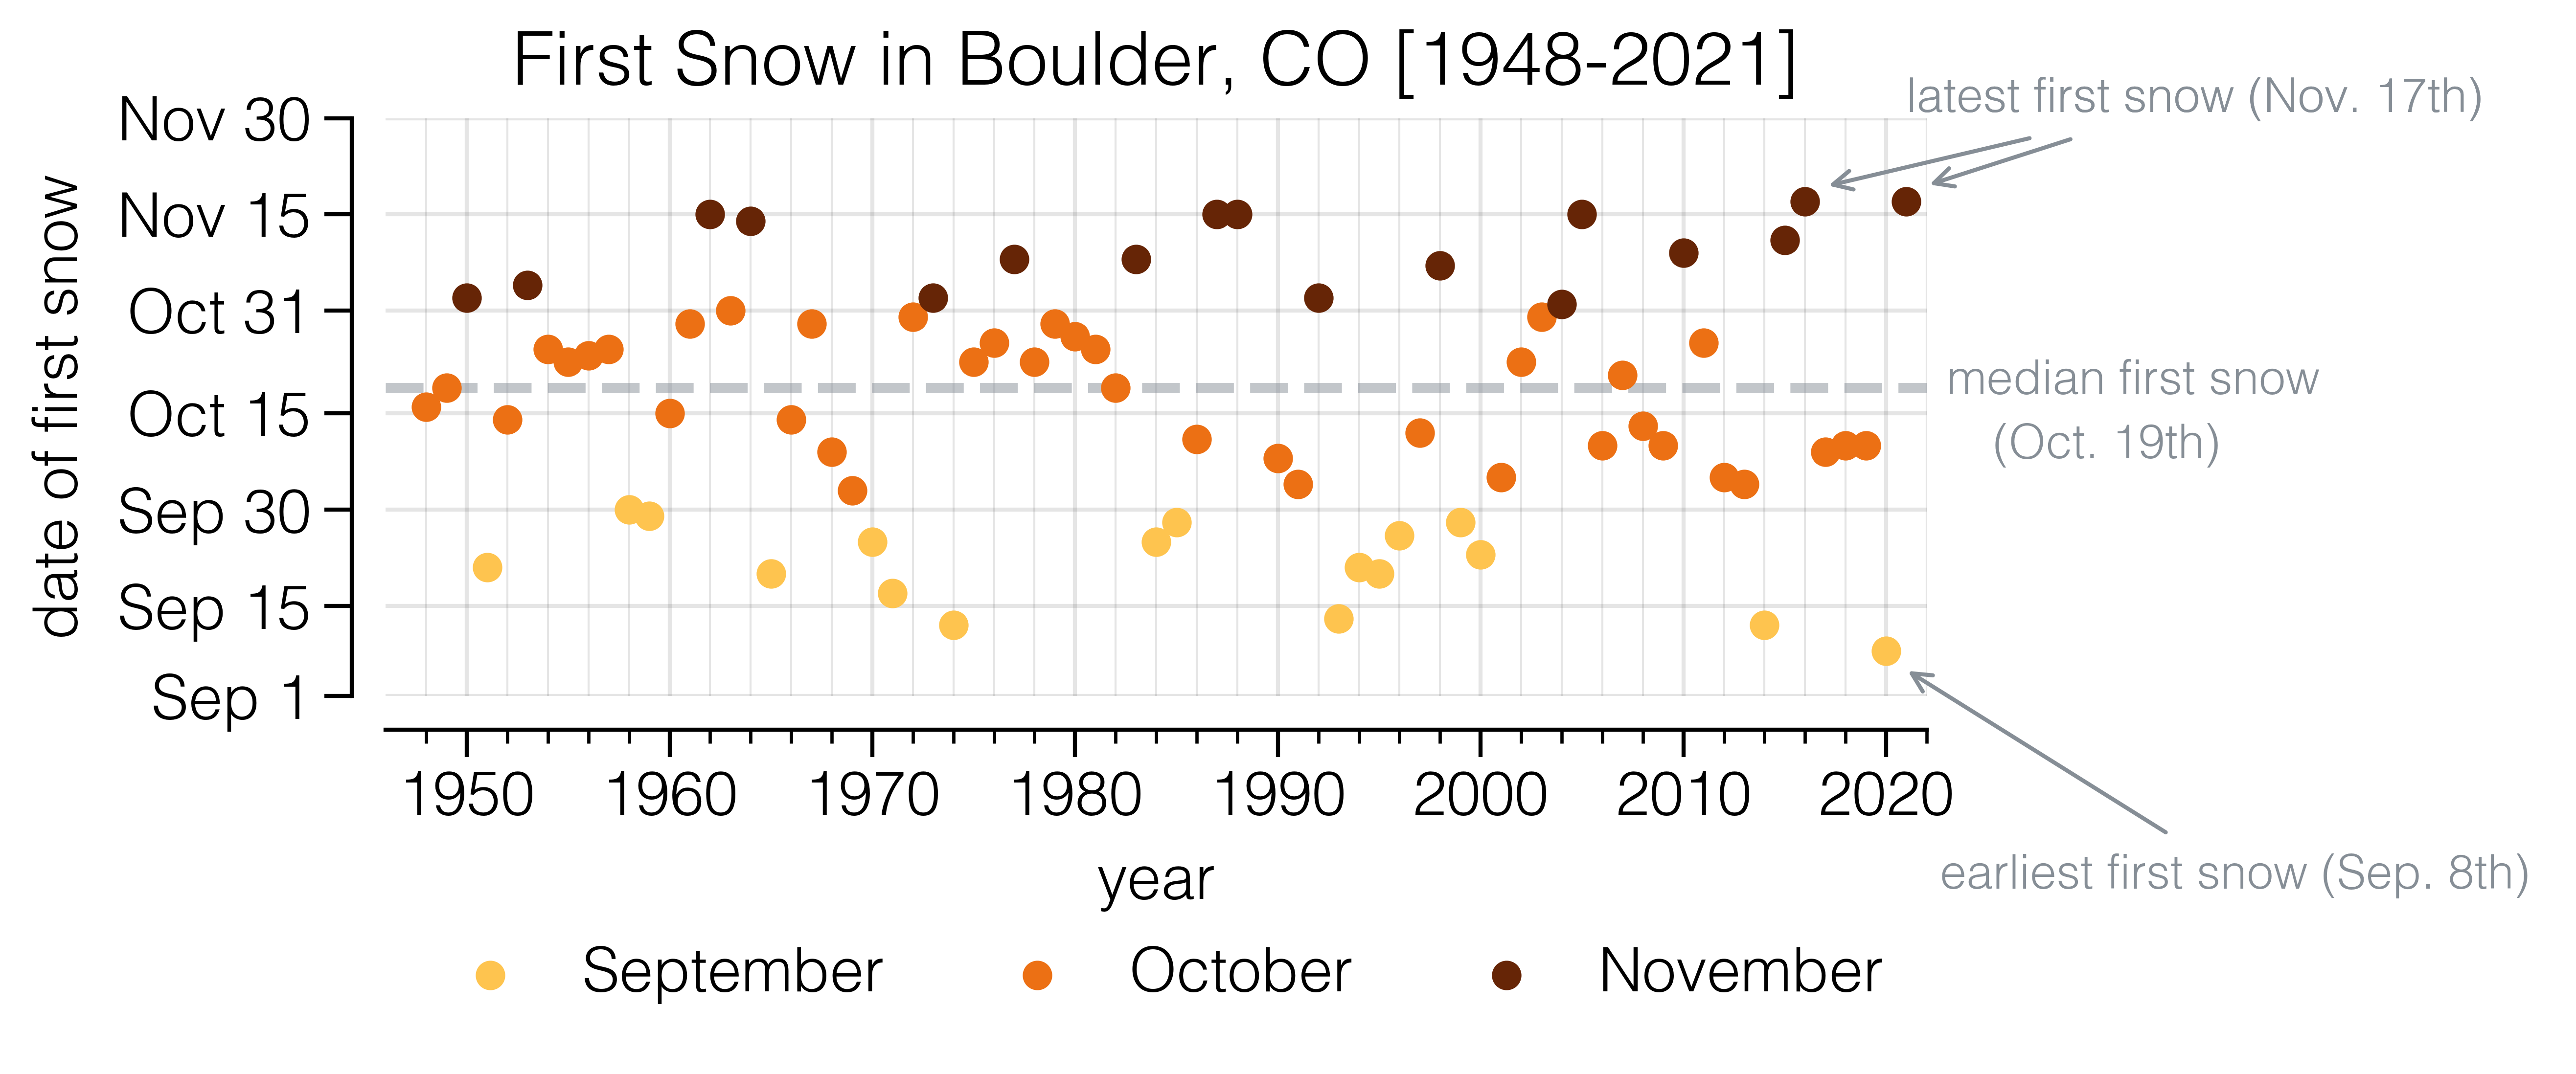 First Snow in Boulder, CO [1948-2021]
latest first snow (Nov. 17th)
Nov 30
Nov 15
Oct 31
Oct 15
Sep 30
Sep 15
Sep 1
date of first snow
median first snow
(Oct. 19th)
1950 1960 1970 1980 1990 2000 2010 2020
year
earliest first snow (Sep. 8th)
September October November